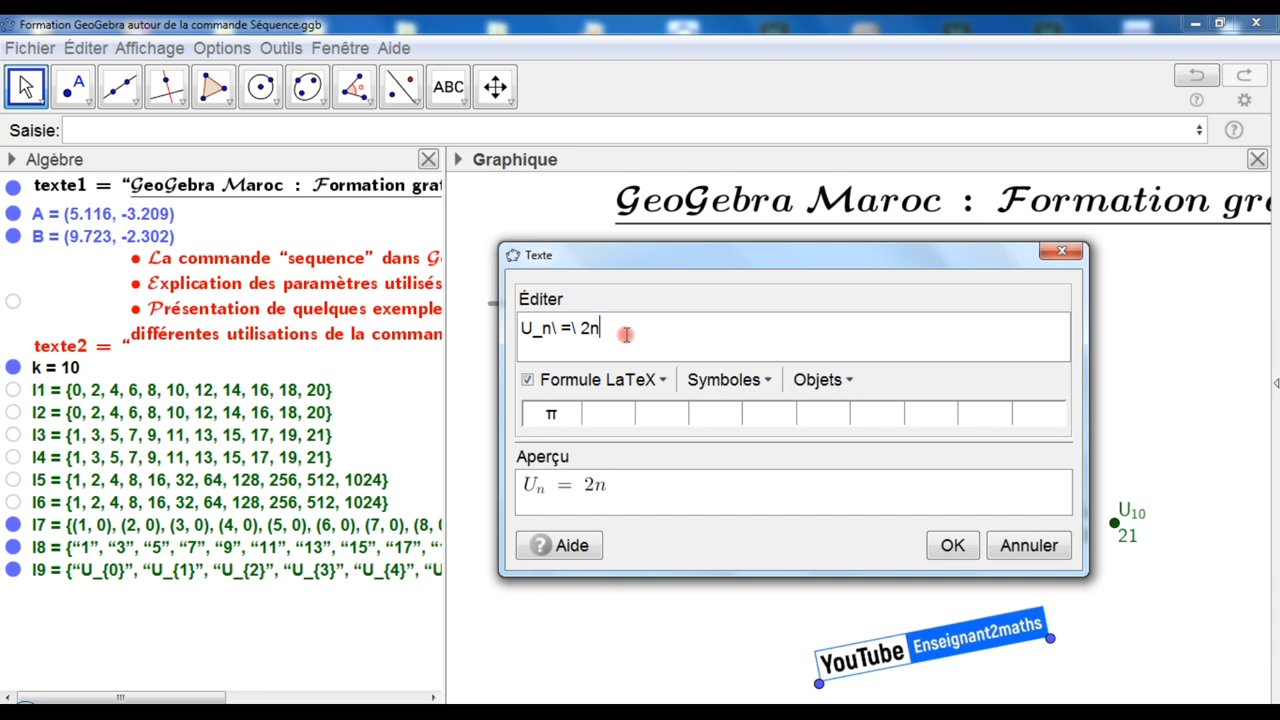 Formation GeoGebra autour de la commande Séquence.ggb
Fichier Éditer Affichage Options Outils Fenêtre Aide
A
α
ABC
Saisie:
Algèbre
Graphique
texte1 = “GeoGebra Maroc : Formation grat
GeoGebra Maroc : Formation gra
A = (5.116, -3.209)
B = (9.723, -2.302)
• La commande “sequence” dans G
• Explication des paramètres utilisés
• Présentation de quelques exemple
différentes utilisations de la comman
texte2 = “
k = 10
l1 = {0, 2, 4, 6, 8, 10, 12, 14, 16, 18, 20}
l2 = {0, 2, 4, 6, 8, 10, 12, 14, 16, 18, 20}
l3 = {1, 3, 5, 7, 9, 11, 13, 15, 17, 19, 21}
l4 = {1, 3, 5, 7, 9, 11, 13, 15, 17, 19, 21}
l5 = {1, 2, 4, 8, 16, 32, 64, 128, 256, 512, 1024}
l6 = {1, 2, 4, 8, 16, 32, 64, 128, 256, 512, 1024}
l7 = {(1, 0), (2, 0), (3, 0), (4, 0), (5, 0), (6, 0), (7, 0), (8, 0
l8 = {“1”, “3”, “5”, “7”, “9”, “11”, “13”, “15”, “17”, “
l9 = {“U_{0}”, “U_{1}”, “U_{2}”, “U_{3}”, “U_{4}”, “U
Texte
Éditer
U_n\ =\ 2n
Formule LaTeX Symboles Objets
π
Aperçu
Uₙ = 2n
Aide OK Annuler
U₁₀
21
YouTube Enseignant2maths